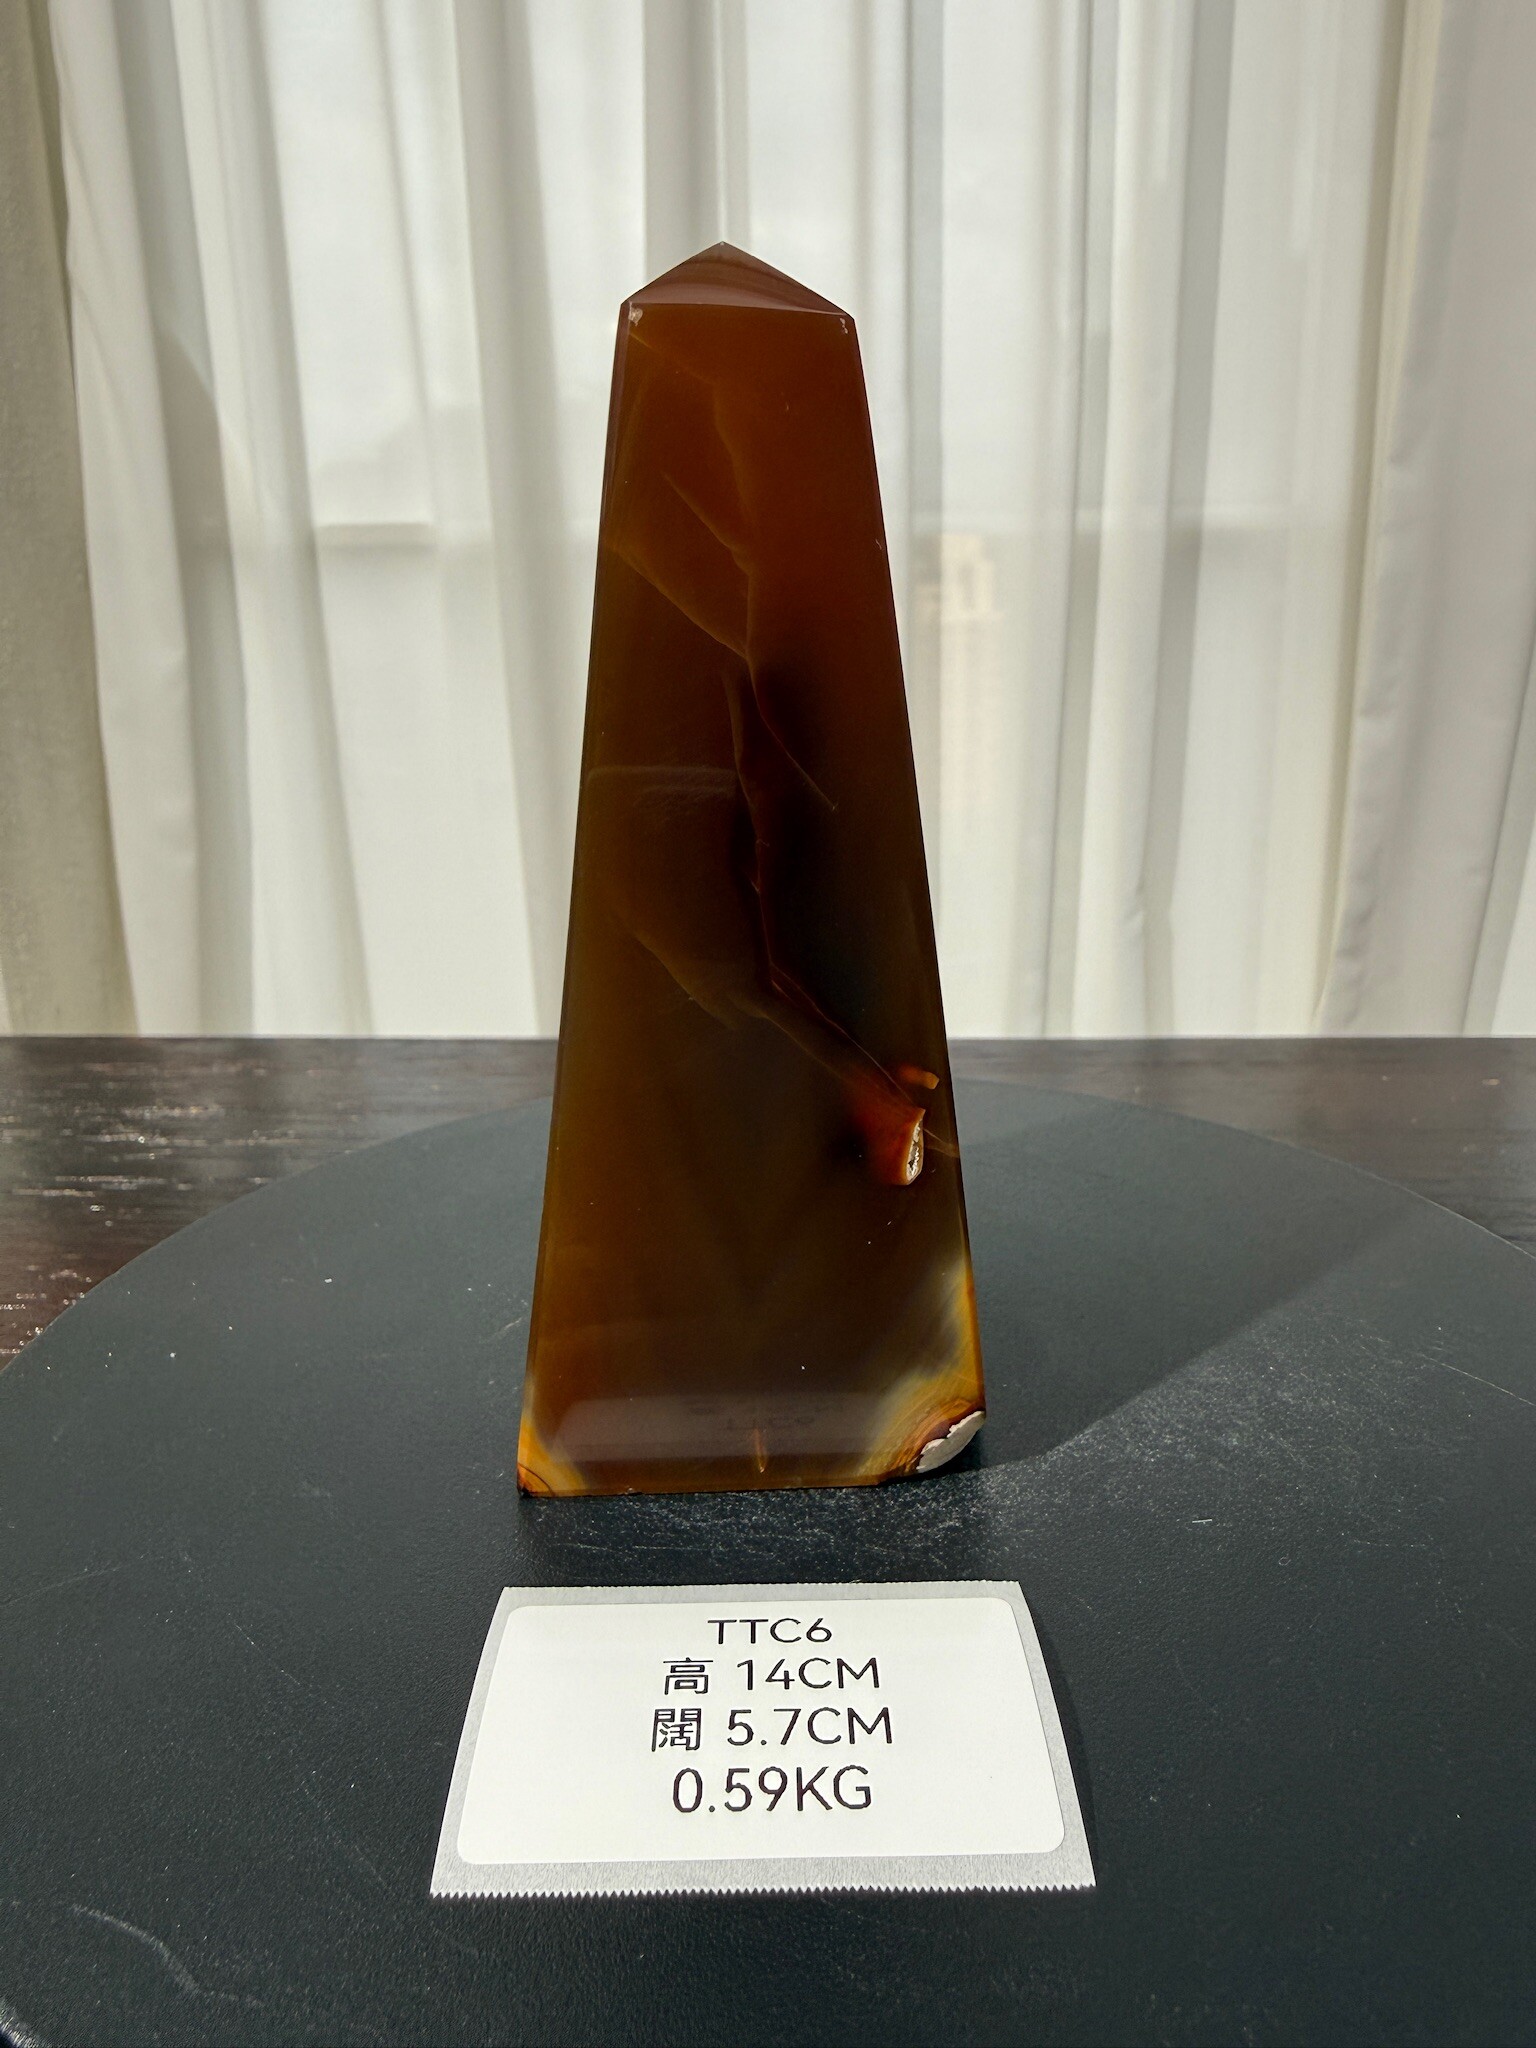 TTC6
高 14CM
闊 5.7CM
0.59KG